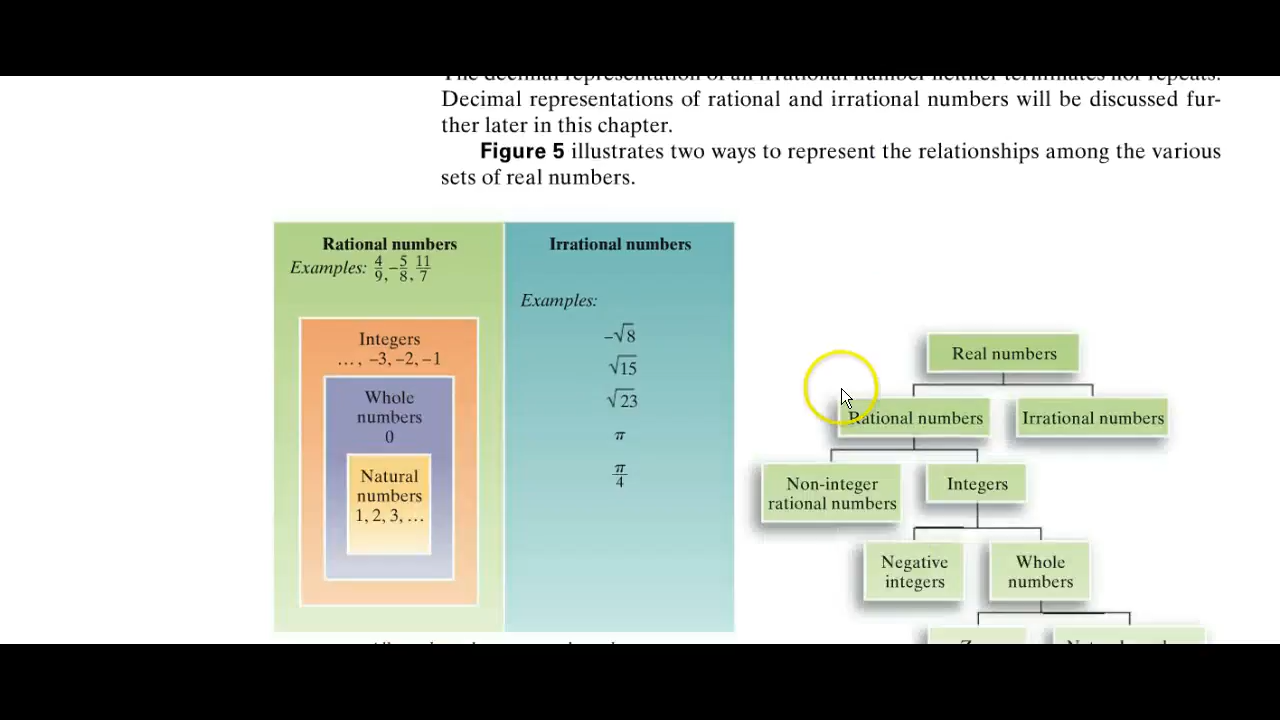 The decimal representation of an irrational number neither terminates nor repeats.
Decimal representations of rational and irrational numbers will be discussed fur-
ther later in this chapter.
Figure 5 illustrates two ways to represent the relationships among the various
sets of real numbers.
Rational numbers
Examples: 4/9, -5/8, 11/7
Integers
..., -3, -2, -1
Whole
numbers
0
Natural
numbers
1, 2, 3, ...
Irrational numbers
Examples:
-√8
√15
√23
π
π/4
Real numbers
Rational numbers
Irrational numbers
Non-integer
rational numbers
Integers
Negative
integers
Whole
numbers